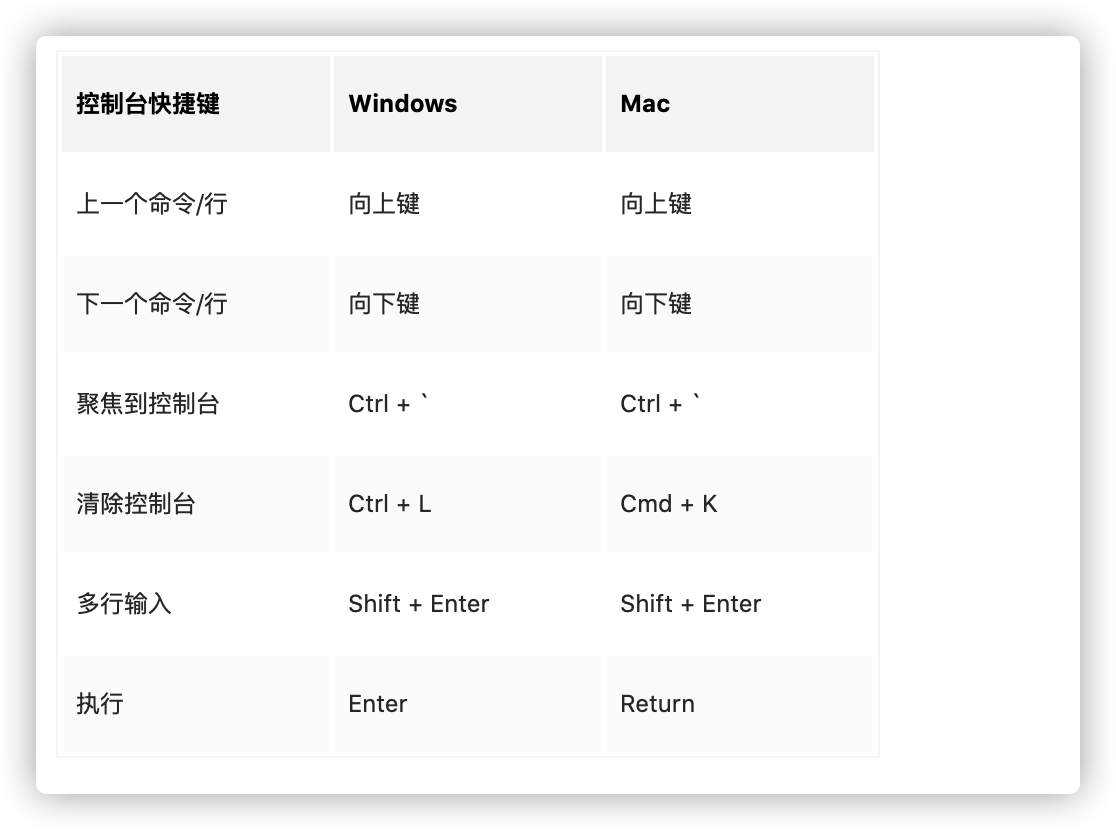 控制台快捷键 Windows Mac
上一个命令/行 向上键 向上键
下一个命令/行 向下键 向下键
聚焦到控制台 Ctrl + ` Ctrl + `
清除控制台 Ctrl + L Cmd + K
多行输入 Shift + Enter Shift + Enter
执行 Enter Return